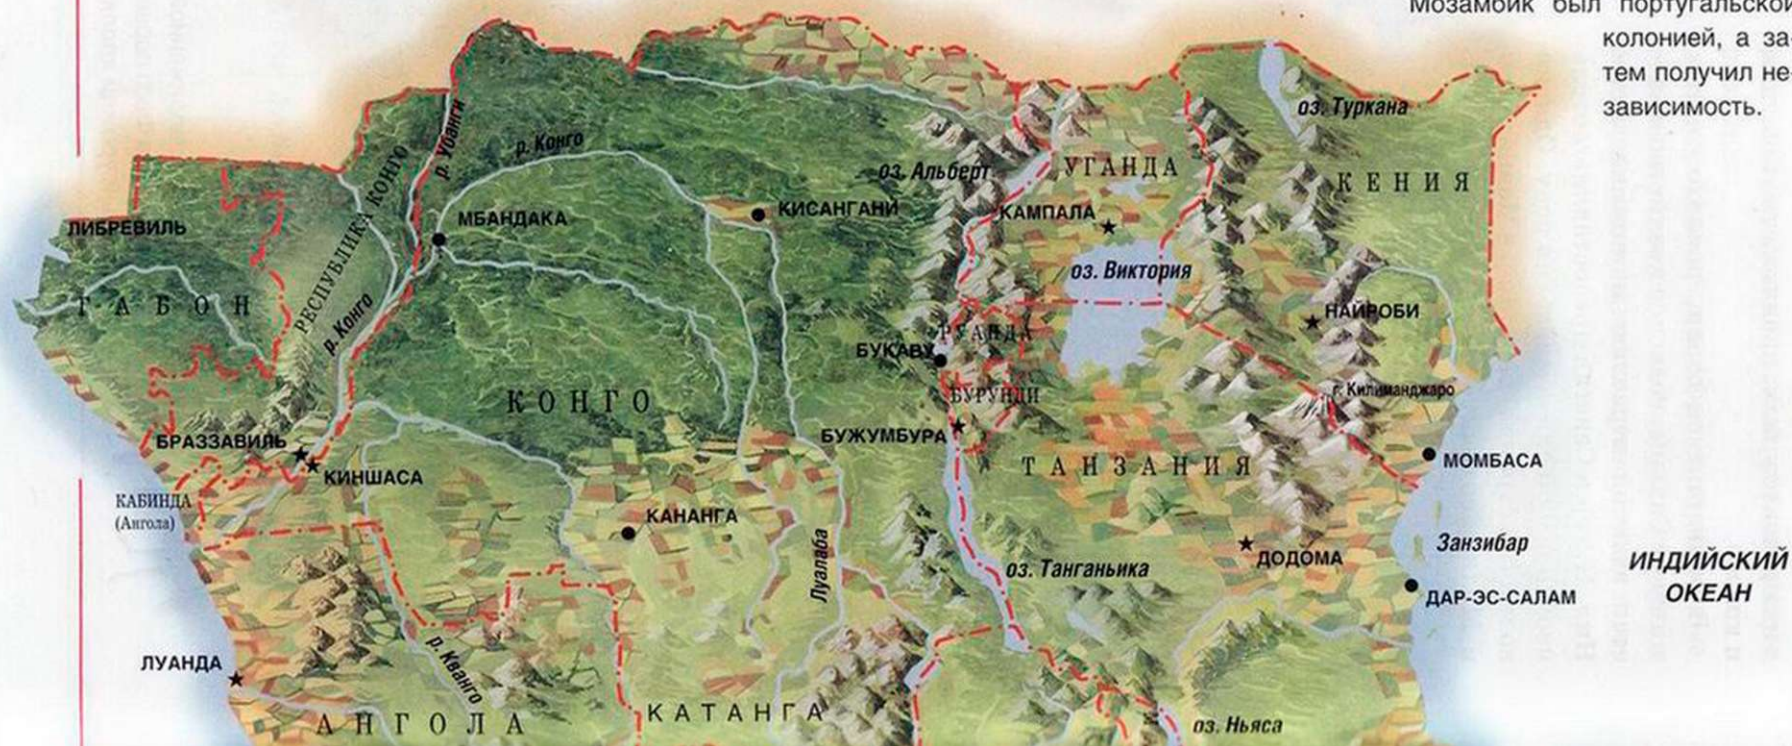 Мозамбик был португальской
колонией, а за-
тем получил не-
зависимость.
р. Убанги
оз. Туркана
р. Конго
оз. Альберт
УГАНДА
КЕНИЯ
РЕСПУБЛИКА КОНГО
ЛИБРЕВИЛЬ
МБАНДАКА
КИСАНГАНИ
КАМПАЛА
оз. Виктория
ГАБОН
р. Конго
НАЙРОБИ
РУАНДА
БУКАВУ
г. Килиманджаро
КОНГО
БУРУНДИ
БРАЗЗАВИЛЬ
БУЖУМБУРА
ТАНЗАНИЯ
МОМБАСА
КИНШАСА
КАБИНДА
(Ангола)
КАНАНГА
Луалаба
ДОДОМА
Занзибар
оз. Танганьика
ИНДИЙСКИЙ
ОКЕАН
ДАР-ЭС-САЛАМ
ЛУАНДА
р. Кванго
АНГОЛА
КАТАНГА
оз. Ньяса